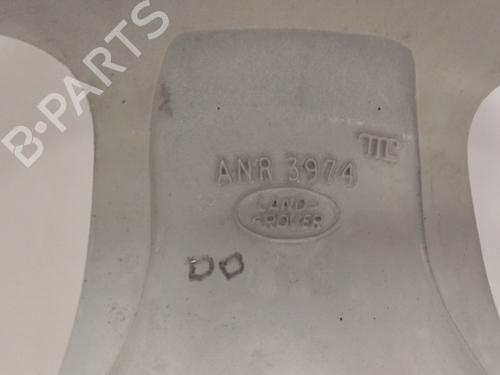 B-PARTS
ANR 3974
LAND-
ROVER
DO